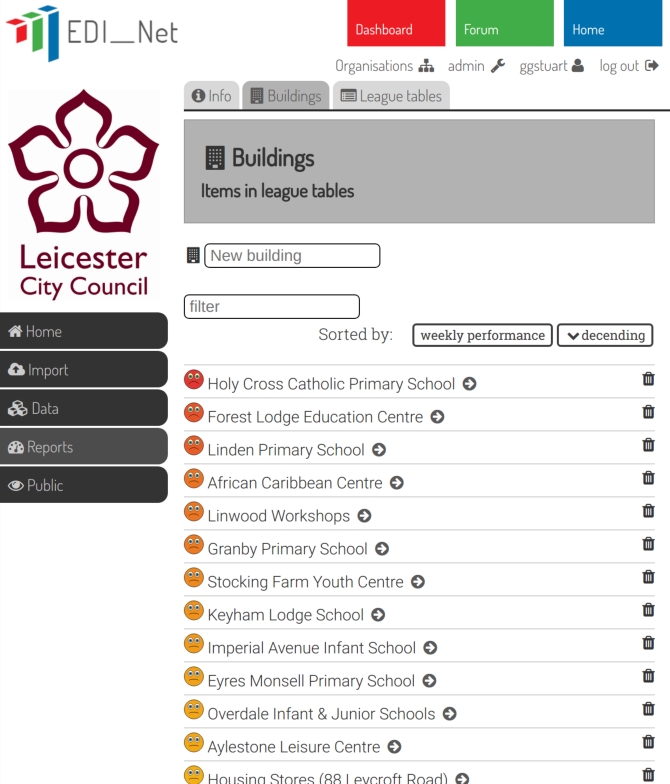 EDI_Net
Dashboard
Forum
Home
Organisations admin ggstuart log out
Info Buildings League tables
Leicester
City Council
Home
Import
Data
Reports
Public
Buildings
Items in league tables
New building
filter
Sorted by: weekly performance decending
Holy Cross Catholic Primary School
Forest Lodge Education Centre
Linden Primary School
African Caribbean Centre
Linwood Workshops
Granby Primary School
Stocking Farm Youth Centre
Keyham Lodge School
Imperial Avenue Infant School
Eyres Monsell Primary School
Overdale Infant & Junior Schools
Aylestone Leisure Centre
Housing Stores (88 Leycroft Road)